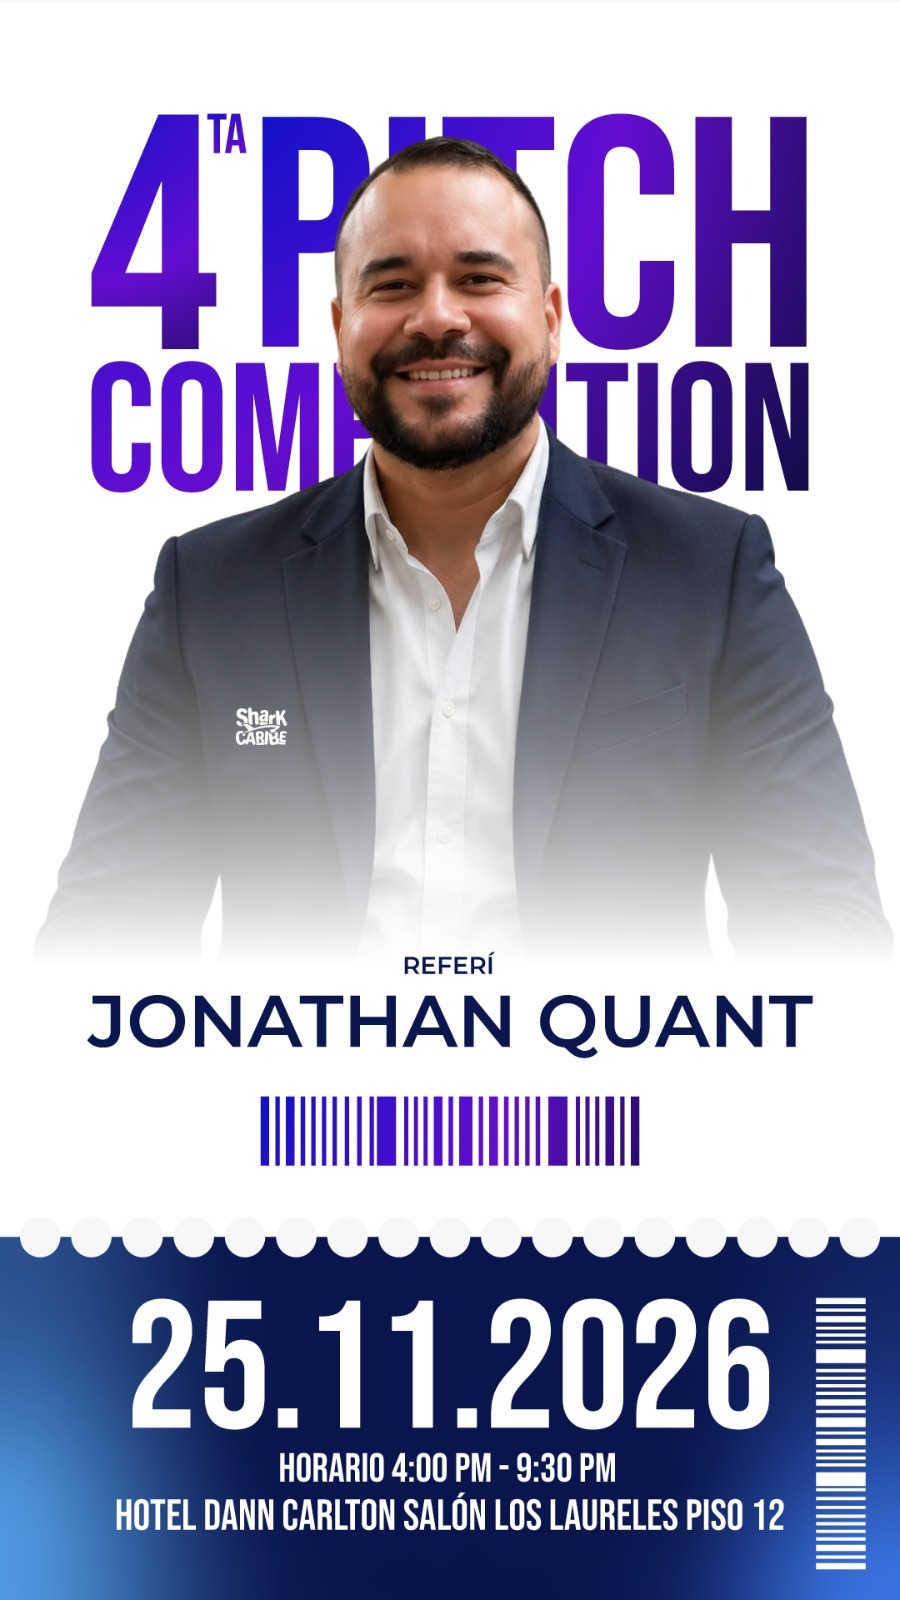 4TA PITCH
COMPETITION
Shark
CARIBE
REFERÍ
JONATHAN QUANT
25.11.2026
HORARIO 4:00 PM - 9:30 PM
HOTEL DANN CARLTON SALÓN LOS LAURELES PISO 12